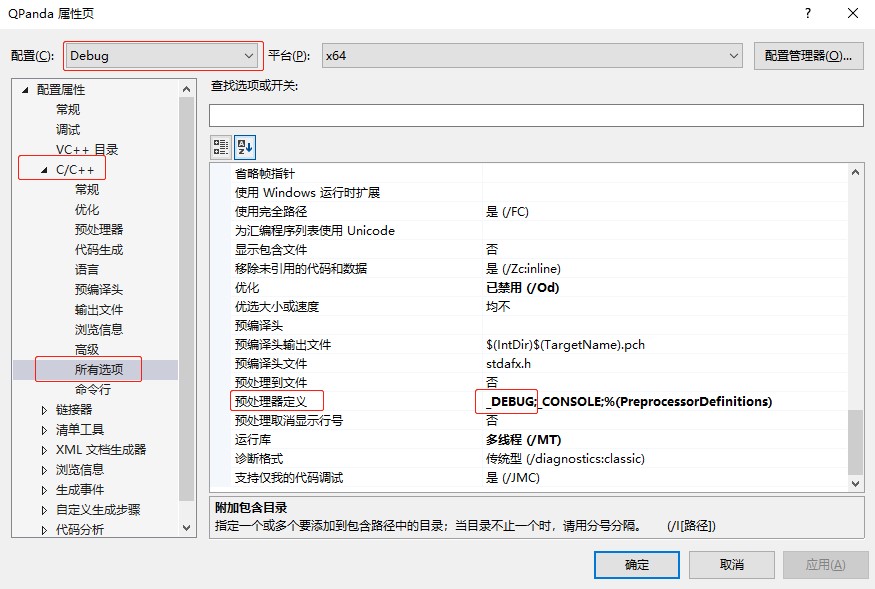 QPanda 属性页
配置(C): Debug 平台(P): x64 配置管理器(O)...
配置属性
常规
调试
VC++ 目录
C/C++
常规
优化
预处理器
代码生成
语言
预编译头
输出文件
浏览信息
高级
所有选项
命令行
链接器
清单工具
XML 文档生成器
浏览信息
生成事件
自定义生成步骤
代码分析
查找选项或开关:
省略帧指针
使用 Windows 运行时扩展
使用完全路径 是 (/FC)
为汇编程序列表使用 Unicode
显示包含文件 否
移除未引用的代码和数据 是 (/Zc:inline)
优化 已禁用 (/Od)
优选大小或速度 均不
预编译头
预编译头输出文件 $(IntDir)$(TargetName).pch
预编译头文件 stdafx.h
预处理到文件 否
预处理器定义 _DEBUG;_CONSOLE;%(PreprocessorDefinitions)
预处理取消显示行号 否
运行库 多线程 (/MT)
诊断格式 传统型 (/diagnostics:classic)
支持仅我的代码调试 是 (/JMC)
附加包含目录
指定一个或多个要添加到包含路径中的目录；当目录不止一个时，请用分号分隔。 (/I[路径])
确定 取消 应用(A)